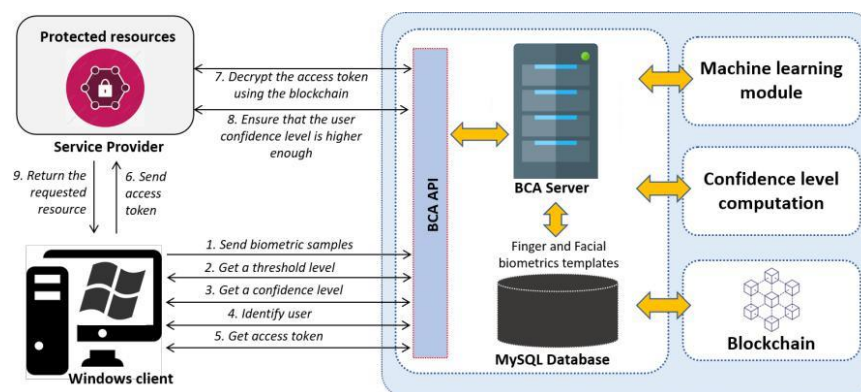 Protected resources
Service Provider
7. Decrypt the access token
using the blockchain
8. Ensure that the user
confidence level is higher
enough
9. Return the
requested
resource
6. Send
access
token
1. Send biometric samples
2. Get a threshold level
3. Get a confidence level
4. Identify user
5. Get access token
Windows client
BCA API
BCA Server
Finger and Facial
biometrics templates
MySQL Database
Machine learning
module
Confidence level
computation
Blockchain